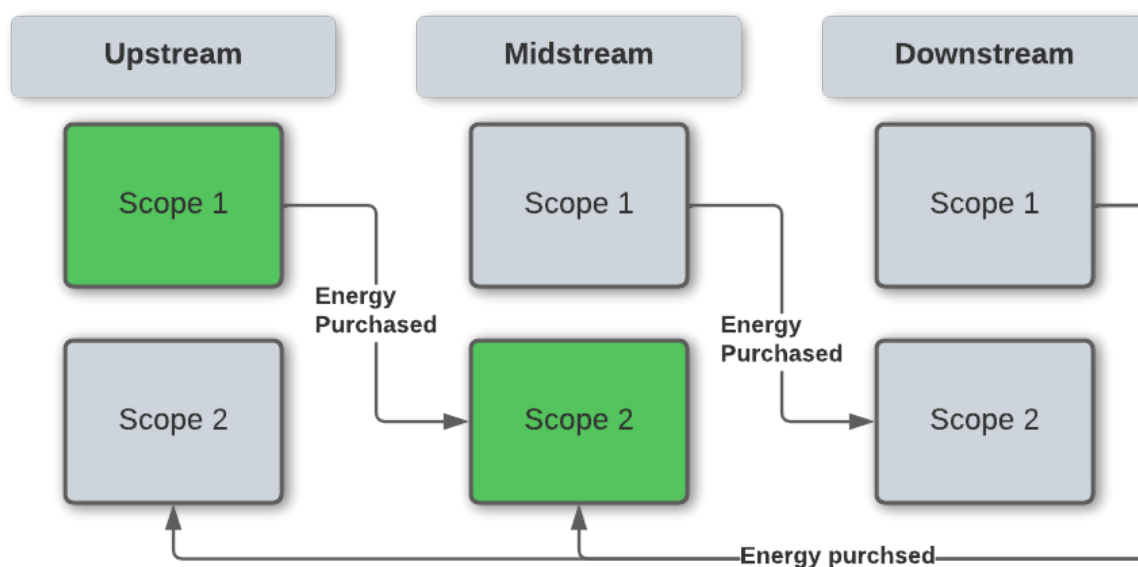 Upstream
Midstream
Downstream
Scope 1
Scope 1
Scope 1
Energy
Purchased
Energy
Purchased
Scope 2
Scope 2
Scope 2
Energy purchsed